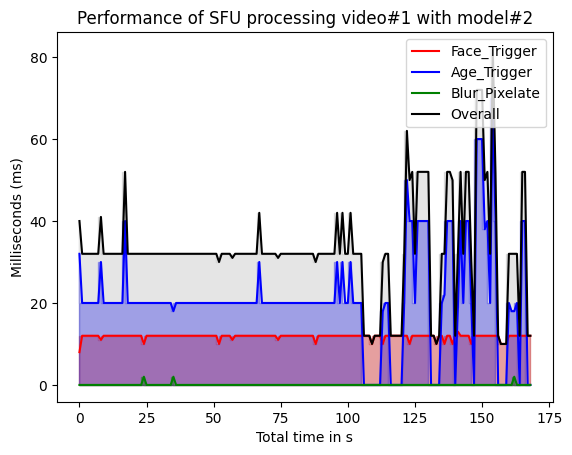 Performance of SFU processing video#1 with model#2
Face_Trigger
Age_Trigger
Blur_Pixelate
Overall
Milliseconds (ms)
80
60
40
20
0
0 25 50 75 100 125 150 175
Total time in s